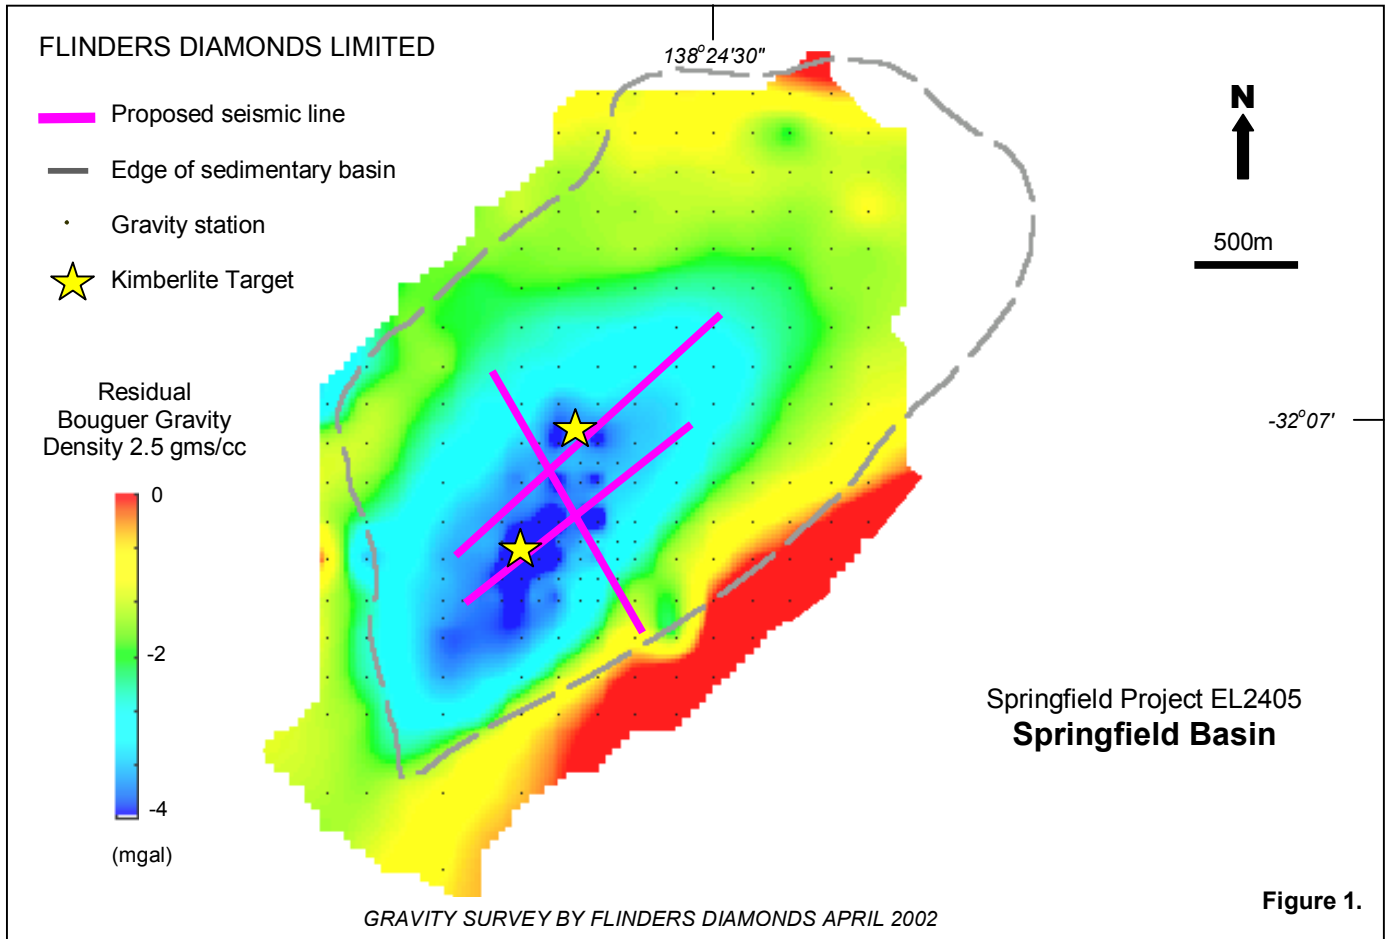 FLINDERS DIAMONDS LIMITED
138°24'30"
Proposed seismic line
Edge of sedimentary basin
Gravity station
Kimberlite Target
N
500m
-32°07'
Residual
Bouguer Gravity
Density 2.5 gms/cc
0
-2
-4
(mgal)
Springfield Project EL2405
Springfield Basin
Figure 1.
GRAVITY SURVEY BY FLINDERS DIAMONDS APRIL 2002